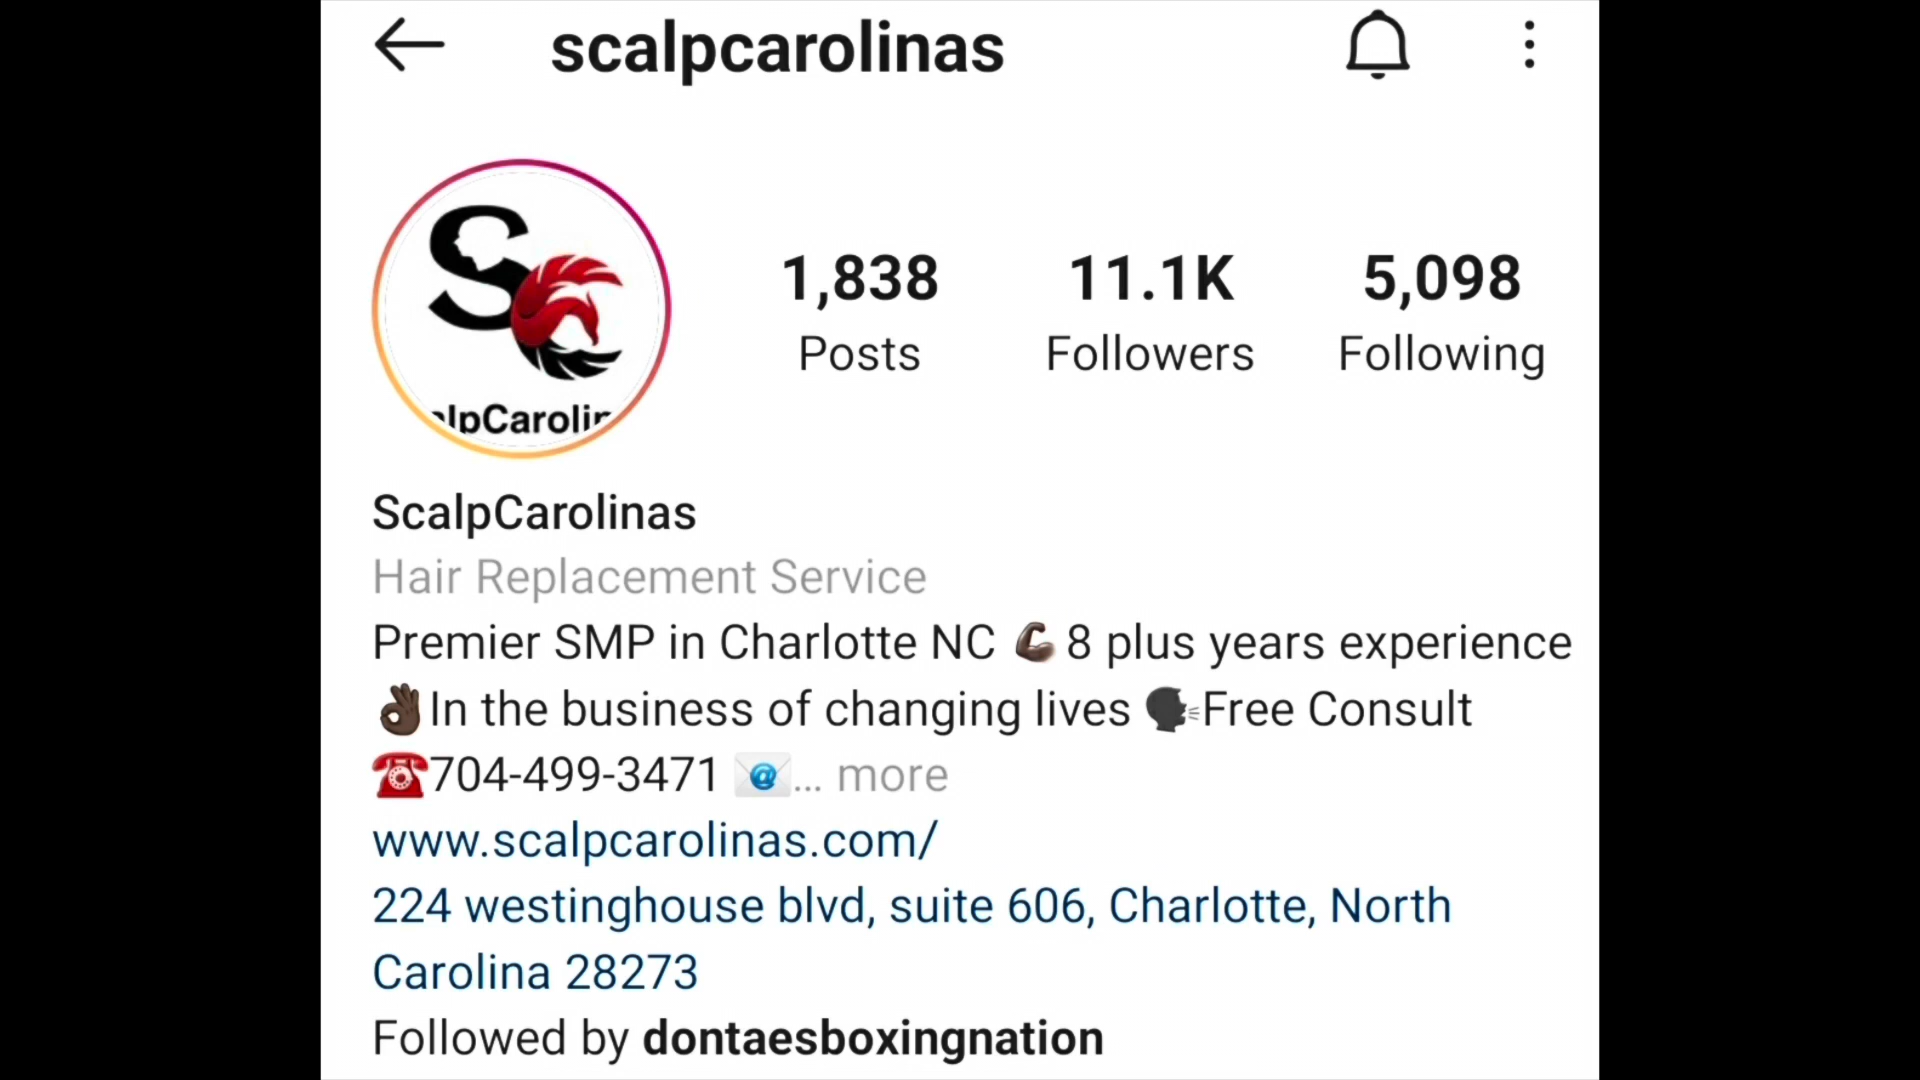 scalpcarolinas
1,838
11.1K
5,098
Posts
Followers
Following
SC
lpCarolin
ScalpCarolinas
Hair Replacement Service
Premier SMP in Charlotte NC 💪🏿 8 plus years experience
👌🏿In the business of changing lives 🗣️Free Consult
☎️704-499-3471 📧... more
www.scalpcarolinas.com/
224 westinghouse blvd, suite 606, Charlotte, North
Carolina 28273
Followed by dontaesboxingnation